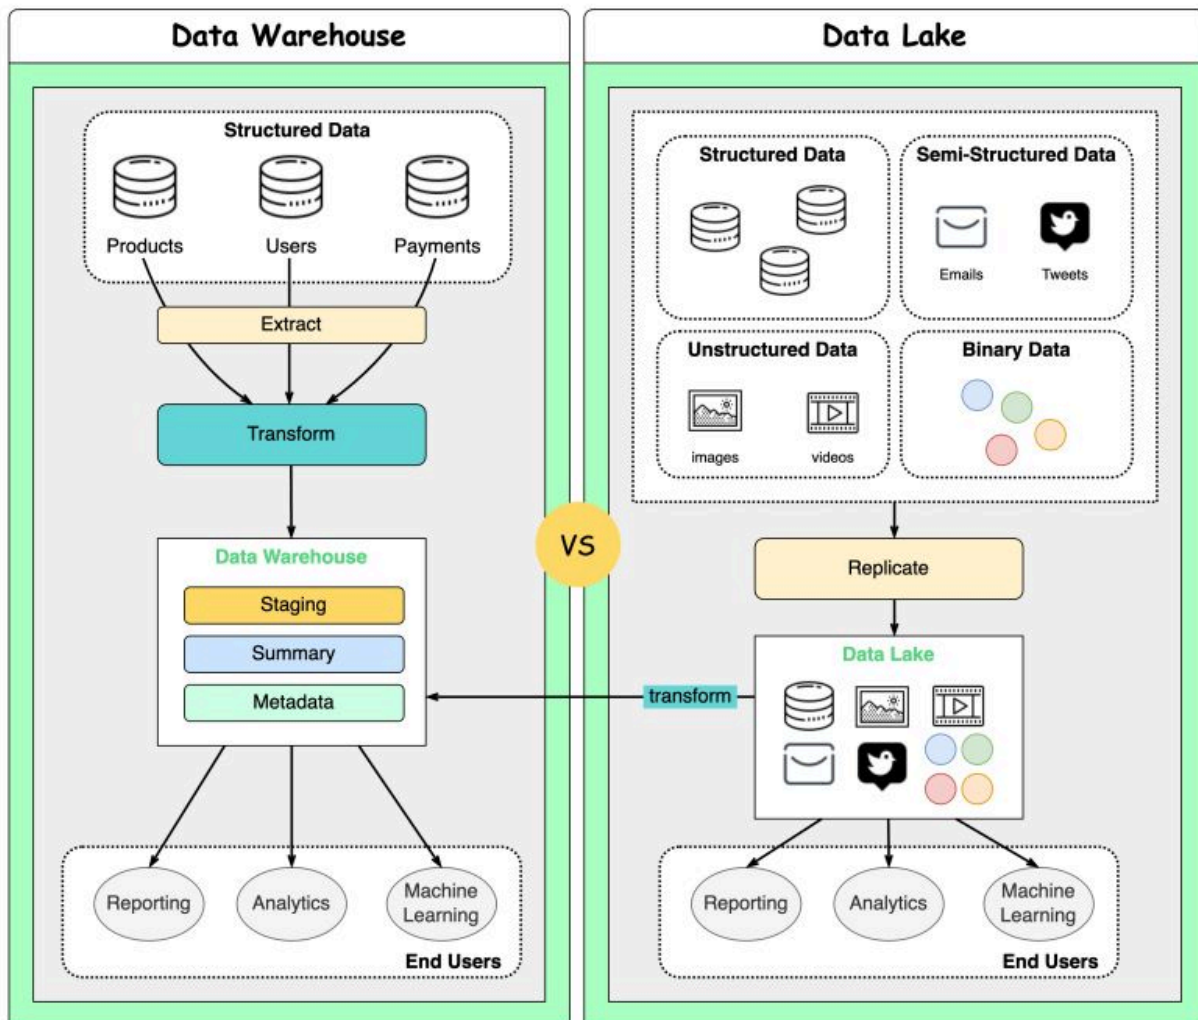 Data Warehouse
Structured Data
Products
Users
Payments
Extract
Transform
Data Warehouse
Staging
Summary
Metadata
Reporting
Analytics
Machine
Learning
End Users
VS
Data Lake
Structured Data
Semi-Structured Data
Emails
Tweets
Unstructured Data
Binary Data
images
videos
Replicate
Data Lake
transform
Reporting
Analytics
Machine
Learning
End Users